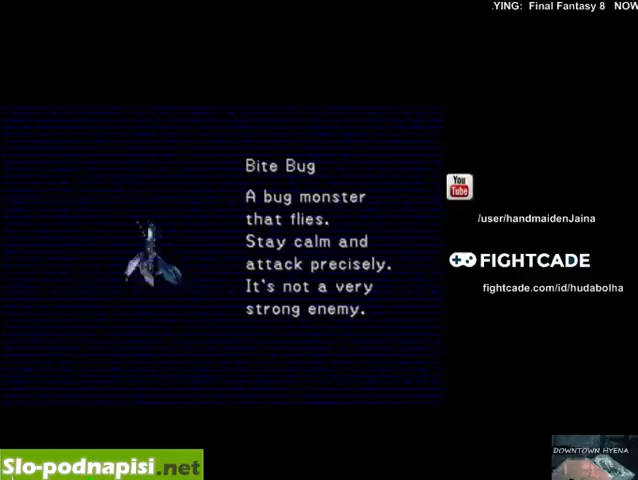 .YING: Final Fantasy 8 NOW
Bite Bug
A bug monster
that flies.
Stay calm and
attack precisely.
It's not a very
strong enemy.
You
Tube
/user/handmaidenJaina
FIGHTCADE
fightcade.com/id/hudabolha
DOWNTOWN HYENA
Slo-podnapisi.net